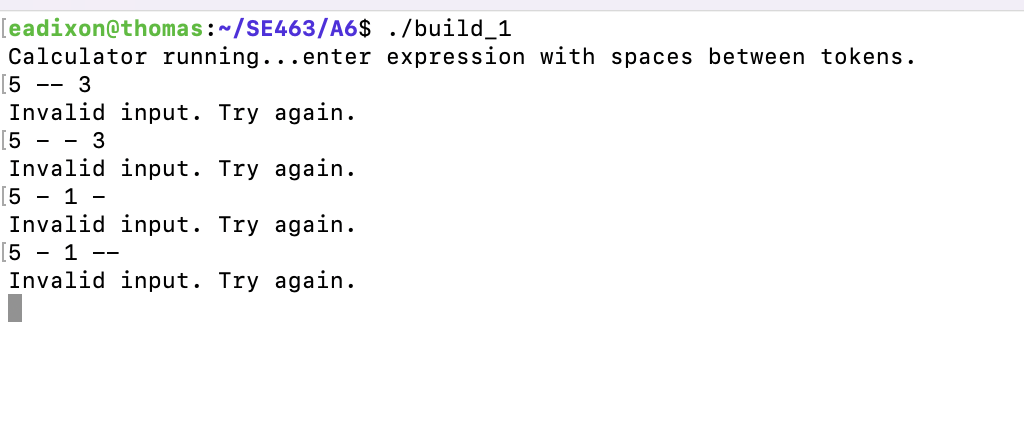 [eadixon@thomas:~/SE463/A6$ ./build_1
Calculator running...enter expression with spaces between tokens.
[5 -- 3
Invalid input. Try again.
[5 - - 3
Invalid input. Try again.
[5 - 1 -
Invalid input. Try again.
[5 - 1 --
Invalid input. Try again.